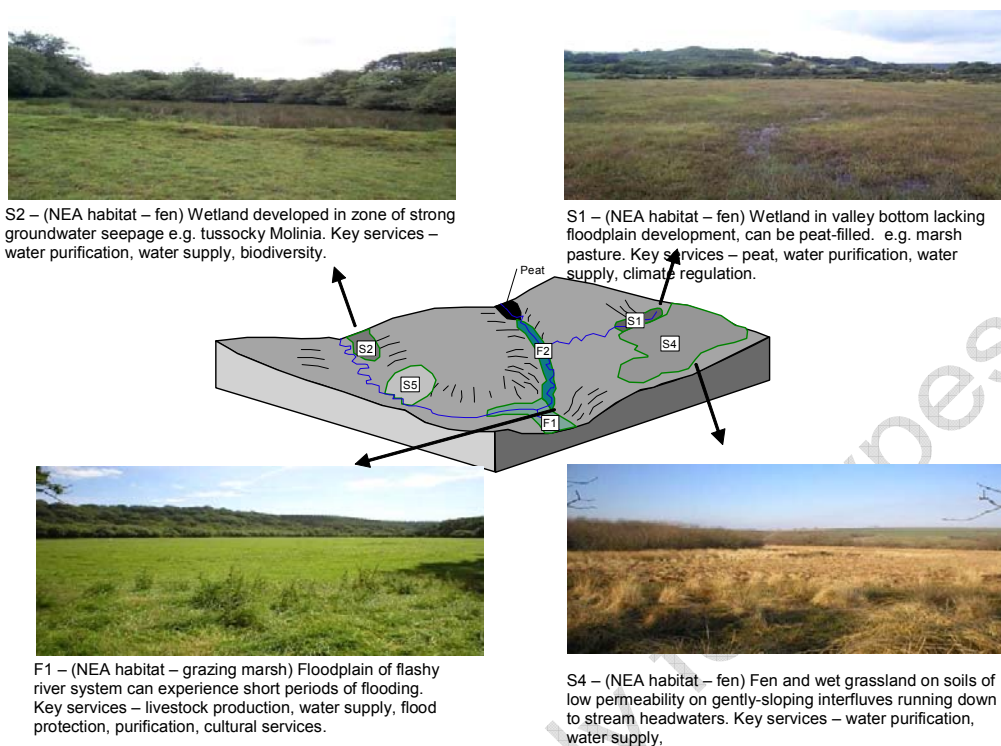 S2 – (NEA habitat – fen) Wetland developed in zone of strong
groundwater seepage e.g. tussocky Molinia. Key services –
water purification, water supply, biodiversity.
S1 – (NEA habitat – fen) Wetland in valley bottom lacking
floodplain development, can be peat-filled.  e.g. marsh
pasture. Key services – peat, water purification, water
supply, climate regulation.
Peat
S1
S2
F2
S4
S5
F1
F1 – (NEA habitat – grazing marsh) Floodplain of flashy
river system can experience short periods of flooding.
Key services – livestock production, water supply, flood
protection, purification, cultural services.
S4 – (NEA habitat – fen) Fen and wet grassland on soils of
low permeability on gently-sloping interfluves running down
to stream headwaters. Key services – water purification,
water supply,